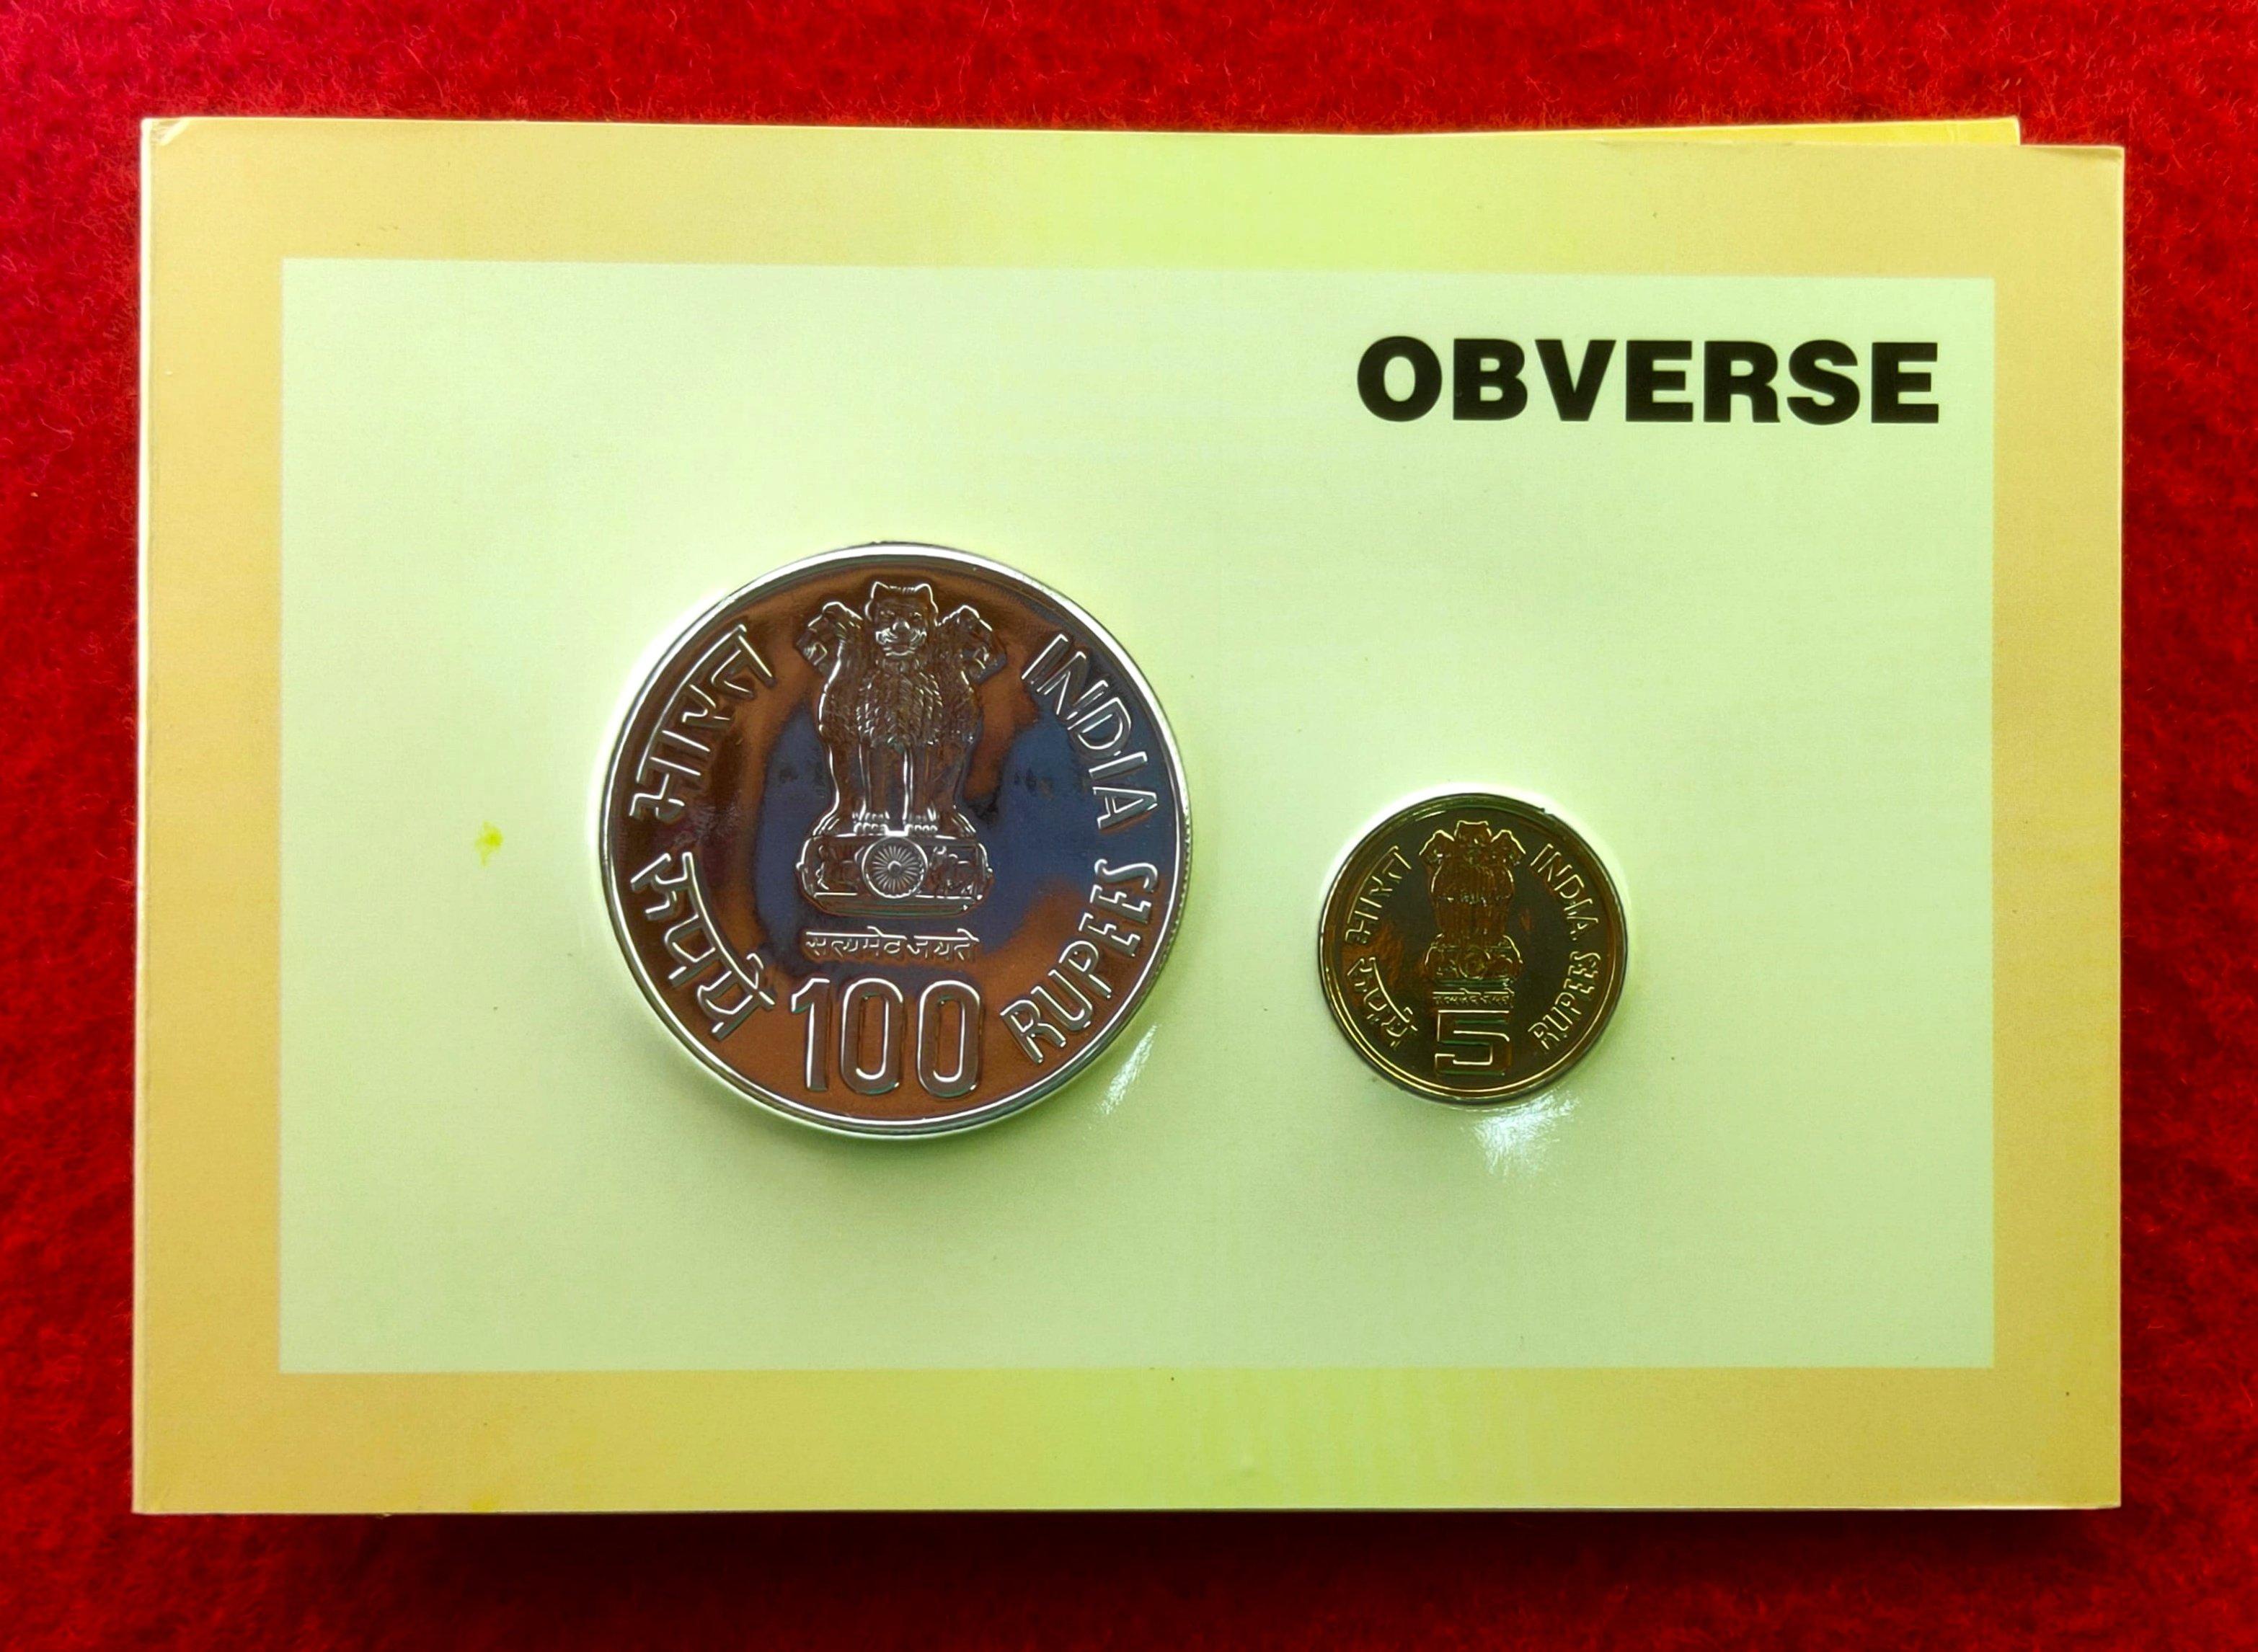 OBVERSE
भारत INDIA
सत्यमेव जयते
रुपये 100 RUPEES
भारत INDIA
सत्यमेव जयते
रुपये 5 RUPEES